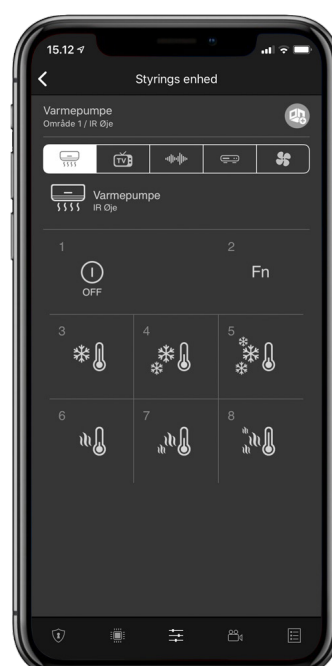 15.12
Styrings enhed
Varmepumpe
Område 1 / IR Øje
TV
Varmepumpe
IR Øje
1
2
OFF
Fn
3 4 5
6 7 8